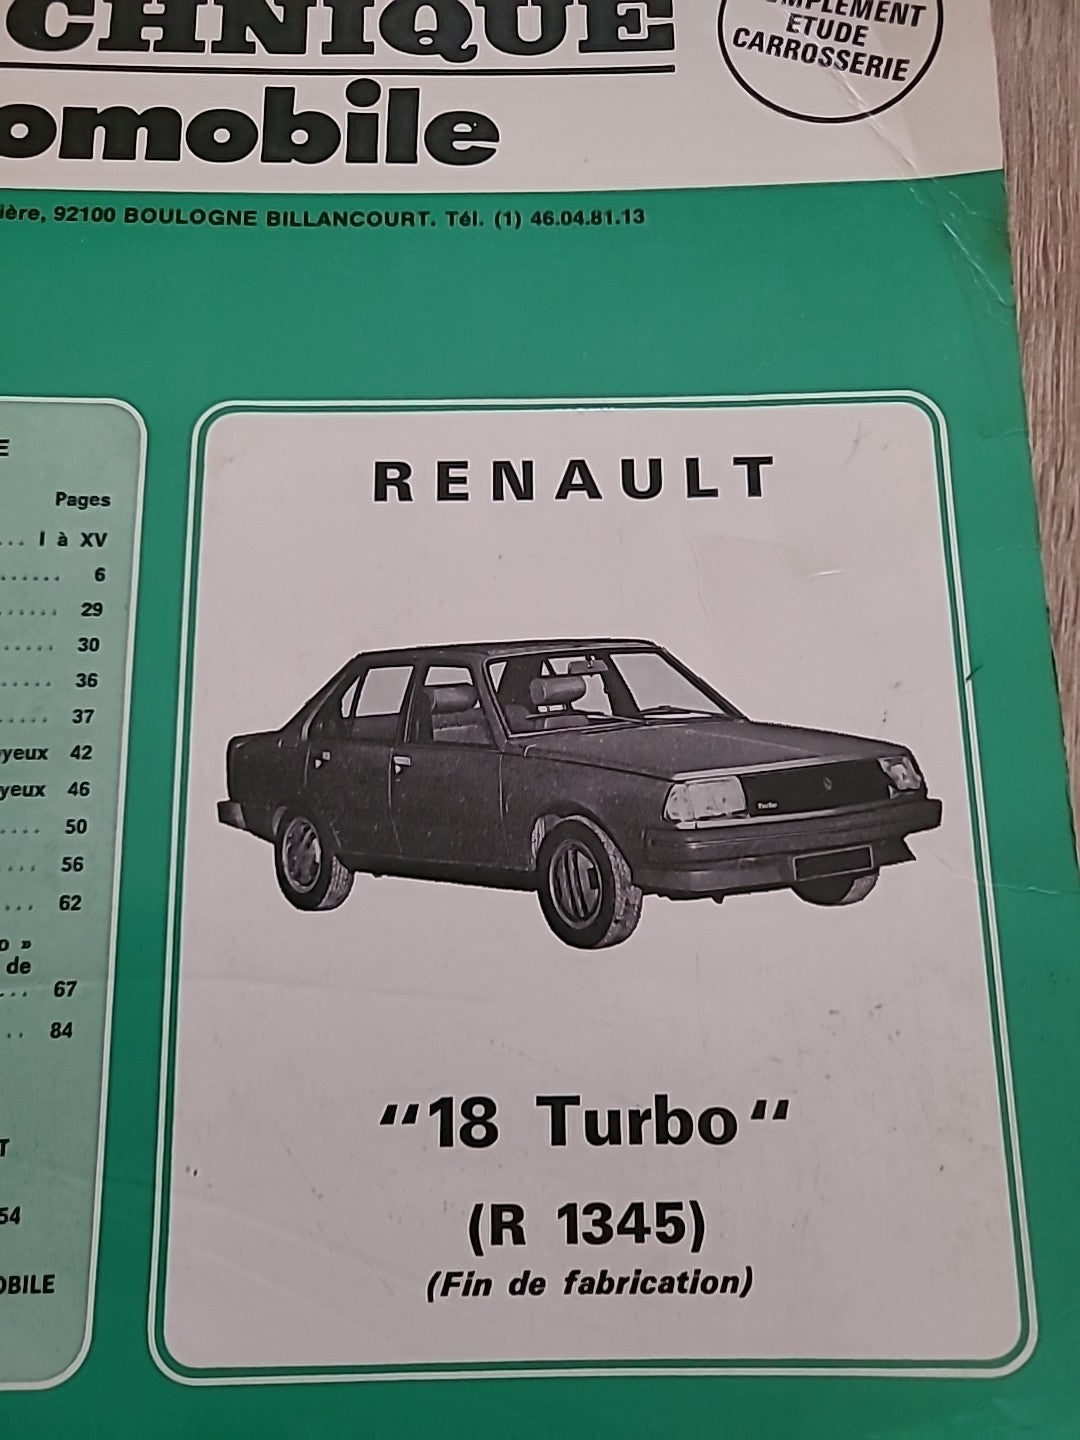 CHNIQUE
omobile
ETUDE
CARROSSERIE
92100 BOULOGNE BILLANCOURT. Tél. (1) 46.04.81.13
E
Pages
... I à XV
...... 6
...... 29
..... 30
..... 36
..... 37
yeux 42
yeux 46
.... 50
.... 56
... 62
o »
de
... 67
.. 84
T
54
OBILE
RENAULT
Turbo
"18 Turbo"
(R 1345)
(Fin de fabrication)